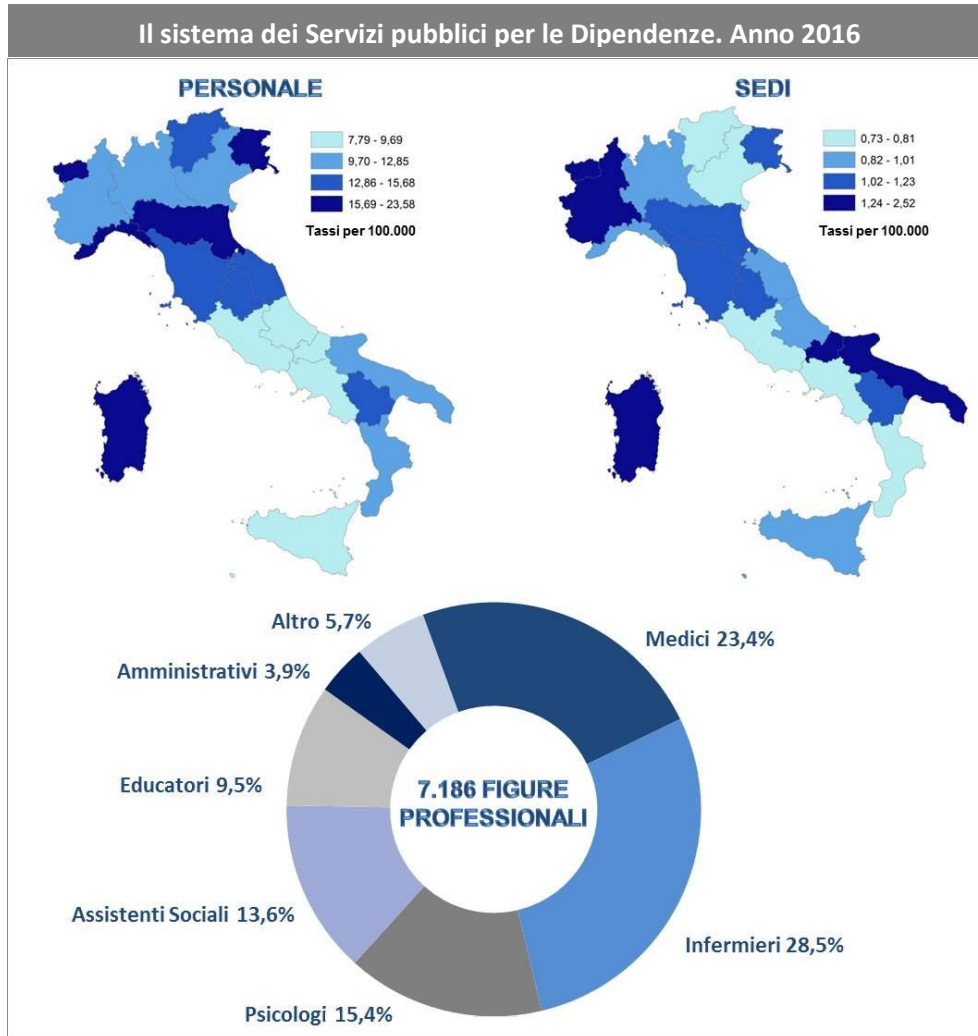 Il sistema dei Servizi pubblici per le Dipendenze. Anno 2016
PERSONALE
7,79 - 9,69
9,70 - 12,85
12,86 - 15,68
15,69 - 23,58
Tassi per 100.000
SEDI
0,73 - 0,81
0,82 - 1,01
1,02 - 1,23
1,24 - 2,52
Tassi per 100.000
Altro 5,7%
Medici 23,4%
Amministrativi 3,9%
Educatori 9,5%
7.186 FIGURE
PROFESSIONALI
Assistenti Sociali 13,6%
Infermieri 28,5%
Psicologi 15,4%